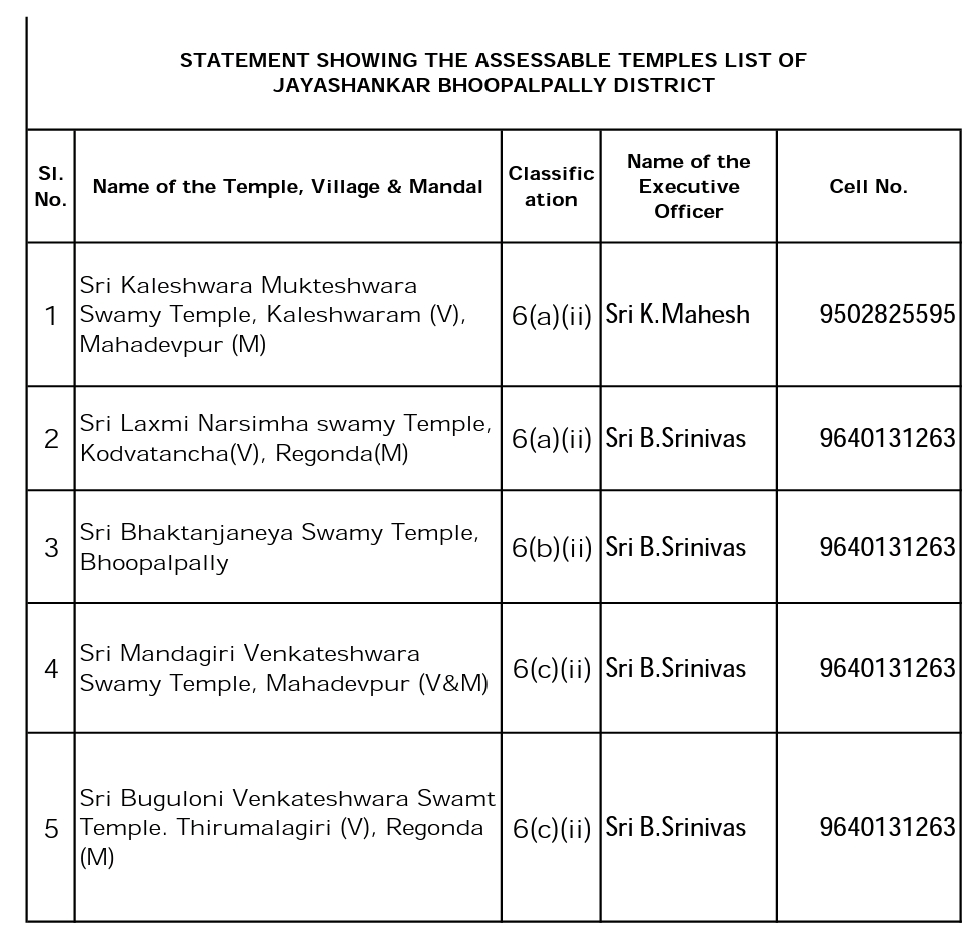 STATEMENT SHOWING THE ASSESSABLE TEMPLES LIST OF
JAYASHANKAR BHOOPALPALLY DISTRICT
Sl.
No.
Name of the Temple, Village & Mandal
Classific
ation
Name of the
Executive
Officer
Cell No.
1
Sri Kaleshwara Mukteshwara
Swamy Temple, Kaleshwaram (V),
Mahadevpur (M)
6(a)(ii)
Sri K.Mahesh
9502825595
2
Sri Laxmi Narsimha swamy Temple,
Kodvatancha(V), Regonda(M)
6(a)(ii)
Sri B.Srinivas
9640131263
3
Sri Bhaktanjaneya Swamy Temple,
Bhoopalpally
6(b)(ii)
Sri B.Srinivas
9640131263
4
Sri Mandagiri Venkateshwara
Swamy Temple, Mahadevpur (V&M)
6(c)(ii)
Sri B.Srinivas
9640131263
5
Sri Buguloni Venkateshwara Swamt
Temple. Thirumalagiri (V), Regonda
(M)
6(c)(ii)
Sri B.Srinivas
9640131263